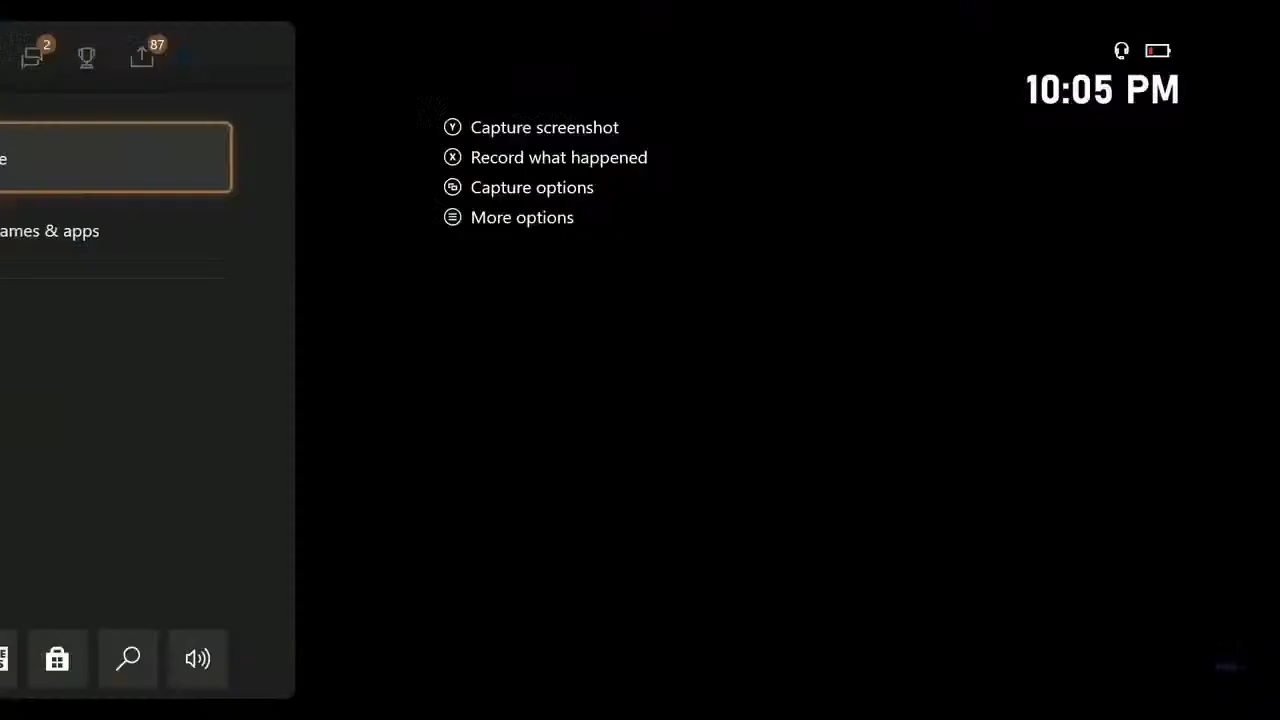 2
87
10:05 PM
Ⓨ Capture screenshot
Ⓧ Record what happened
Capture options
More options
e
ames & apps
E
S